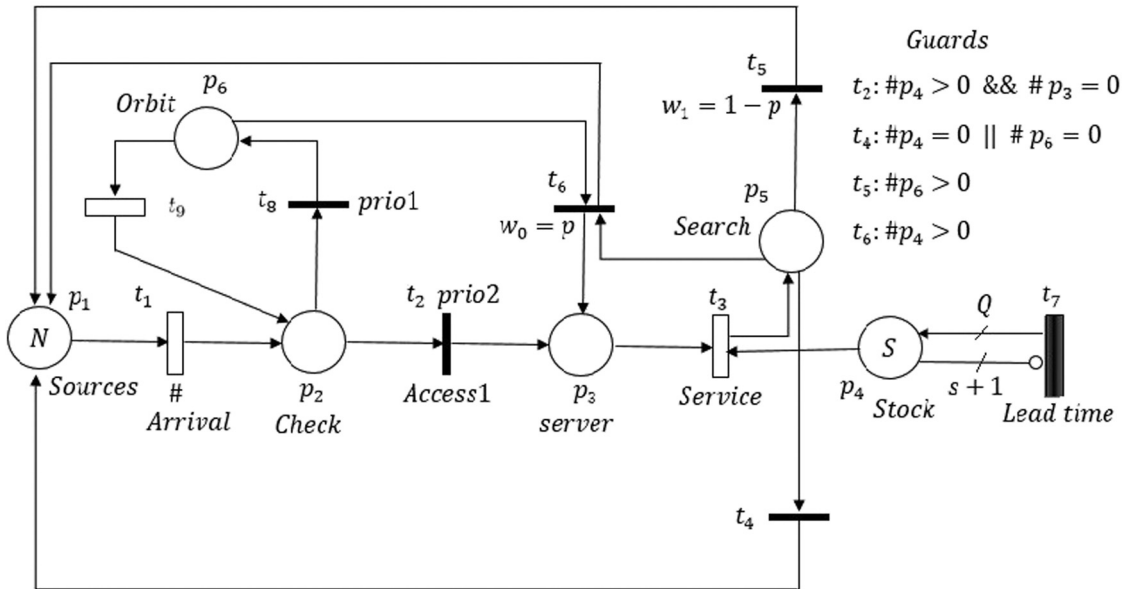 Guards
t₂: #p₄ > 0 && # p₃ = 0
t₄: #p₄ = 0 || # p₆ = 0
t₅: #p₆ > 0
t₆: #p₄ > 0
t₅
w₁ = 1 − p
p₆
Orbit
t₉
t₈
prio1
t₆
w₀ = p
p₅
Search
p₁
N
Sources
t₁
#
Arrival
p₂
Check
t₂ prio2
Access1
p₃
server
t₃
Service
S
p₄
Stock
Q
s + 1
t₇
Lead time
t₄